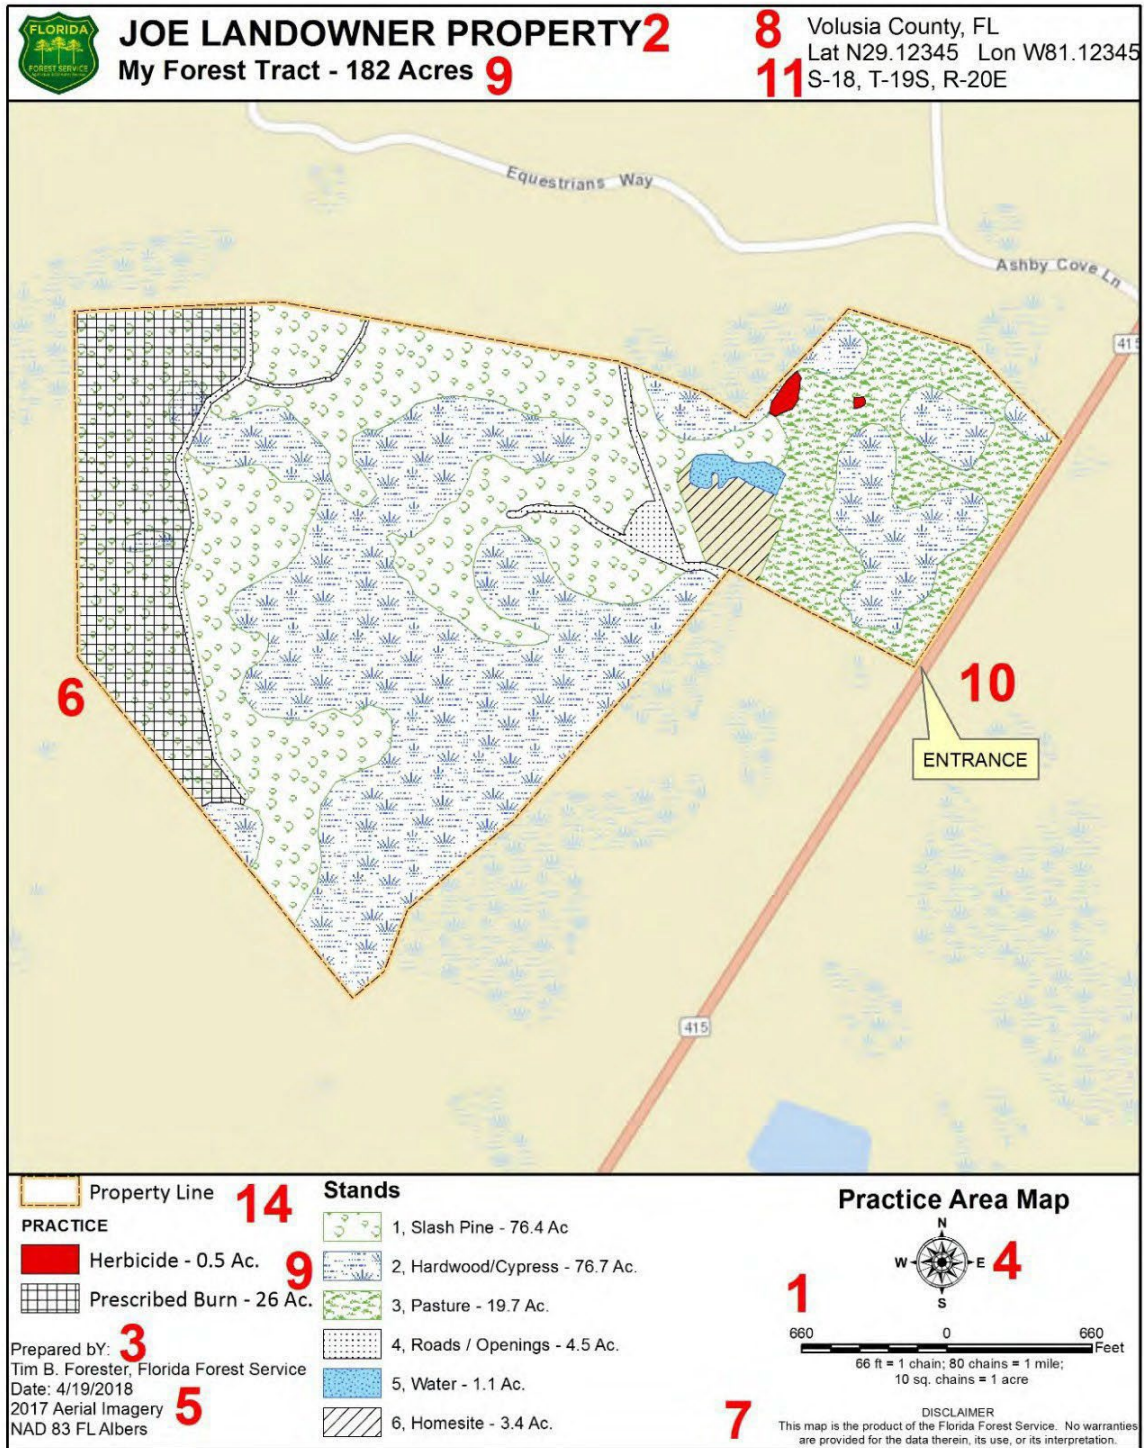 FLORIDA
FOREST SERVICE
JOE LANDOWNER PROPERTY 2
My Forest Tract - 182 Acres 9
8 Volusia County, FL
Lat N29.12345 Lon W81.12345
11 S-18, T-19S, R-20E
Equestrians Way
Ashby Cove Ln
415
6
10
ENTRANCE
415
Property Line 14
PRACTICE
Herbicide - 0.5 Ac.
9
Prescribed Burn - 26 Ac.
3
Prepared bY:
Tim B. Forester, Florida Forest Service
Date: 4/19/2018
2017 Aerial Imagery 5
NAD 83 FL Albers
Stands
1, Slash Pine - 76.4 Ac
2, Hardwood/Cypress - 76.7 Ac.
3, Pasture - 19.7 Ac.
4, Roads / Openings - 4.5 Ac.
5, Water - 1.1 Ac.
6, Homesite - 3.4 Ac.
Practice Area Map
N
W E 4
S
1
660 0 660
Feet
66 ft = 1 chain; 80 chains = 1 mile;
10 sq. chains = 1 acre
7
DISCLAIMER
This map is the product of the Florida Forest Service. No warranties
are provided for the data therein, its use, or its interpretation.